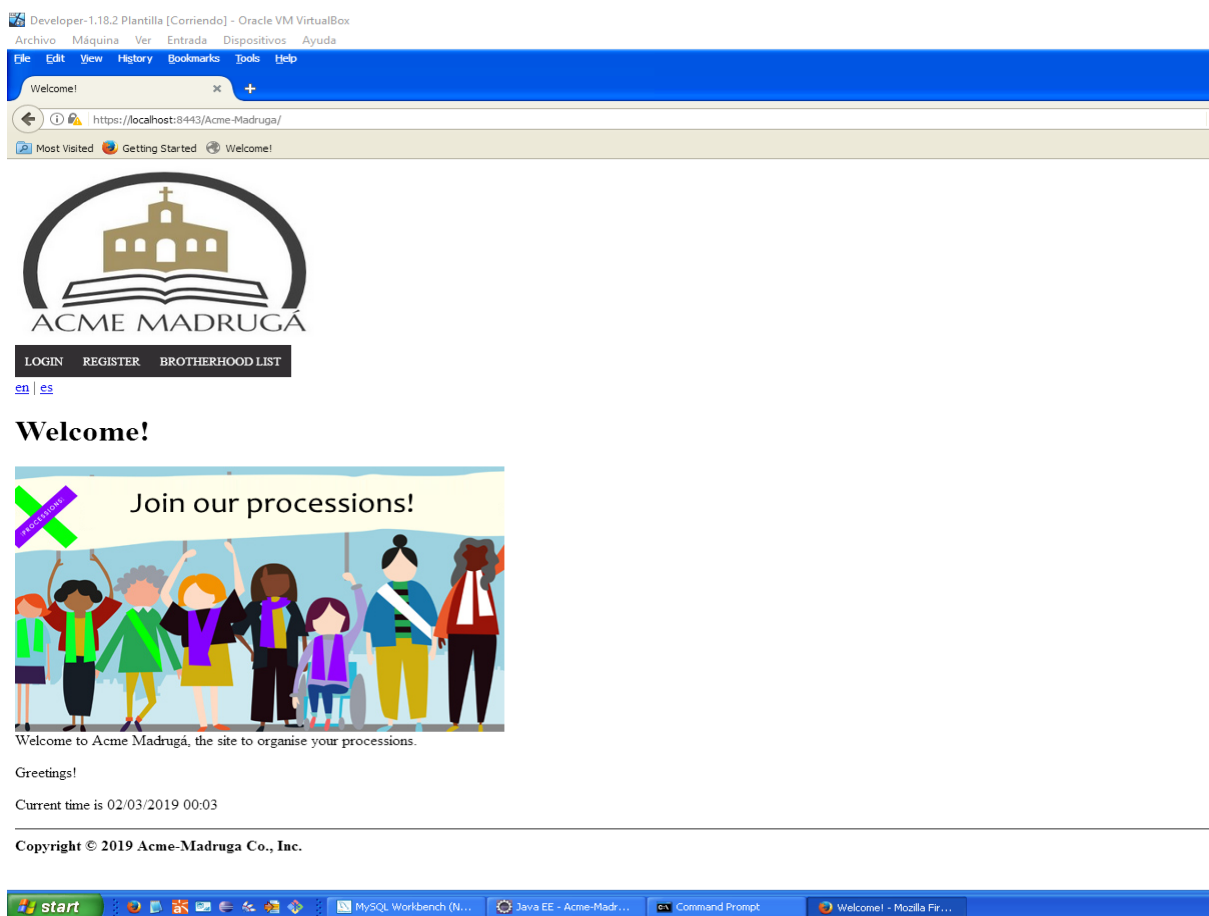 Developer-1.18.2 Plantilla [Corriendo] - Oracle VM VirtualBox
Archivo Máquina Ver Entrada Dispositivos Ayuda
File Edit View History Bookmarks Tools Help
Welcome!
https://localhost:8443/Acme-Madruga/
Most Visited Getting Started Welcome!
ACME MADRUGÁ
LOGIN REGISTER BROTHERHOOD LIST
en | es
Welcome!
Join our processions!
PROCESSIONS:
Welcome to Acme Madrugá, the site to organise your processions.
Greetings!
Current time is 02/03/2019 00:03
Copyright © 2019 Acme-Madruga Co., Inc.
start MySQL Workbench (N... Java EE - Acme-Madr... Command Prompt Welcome! - Mozilla Fir...